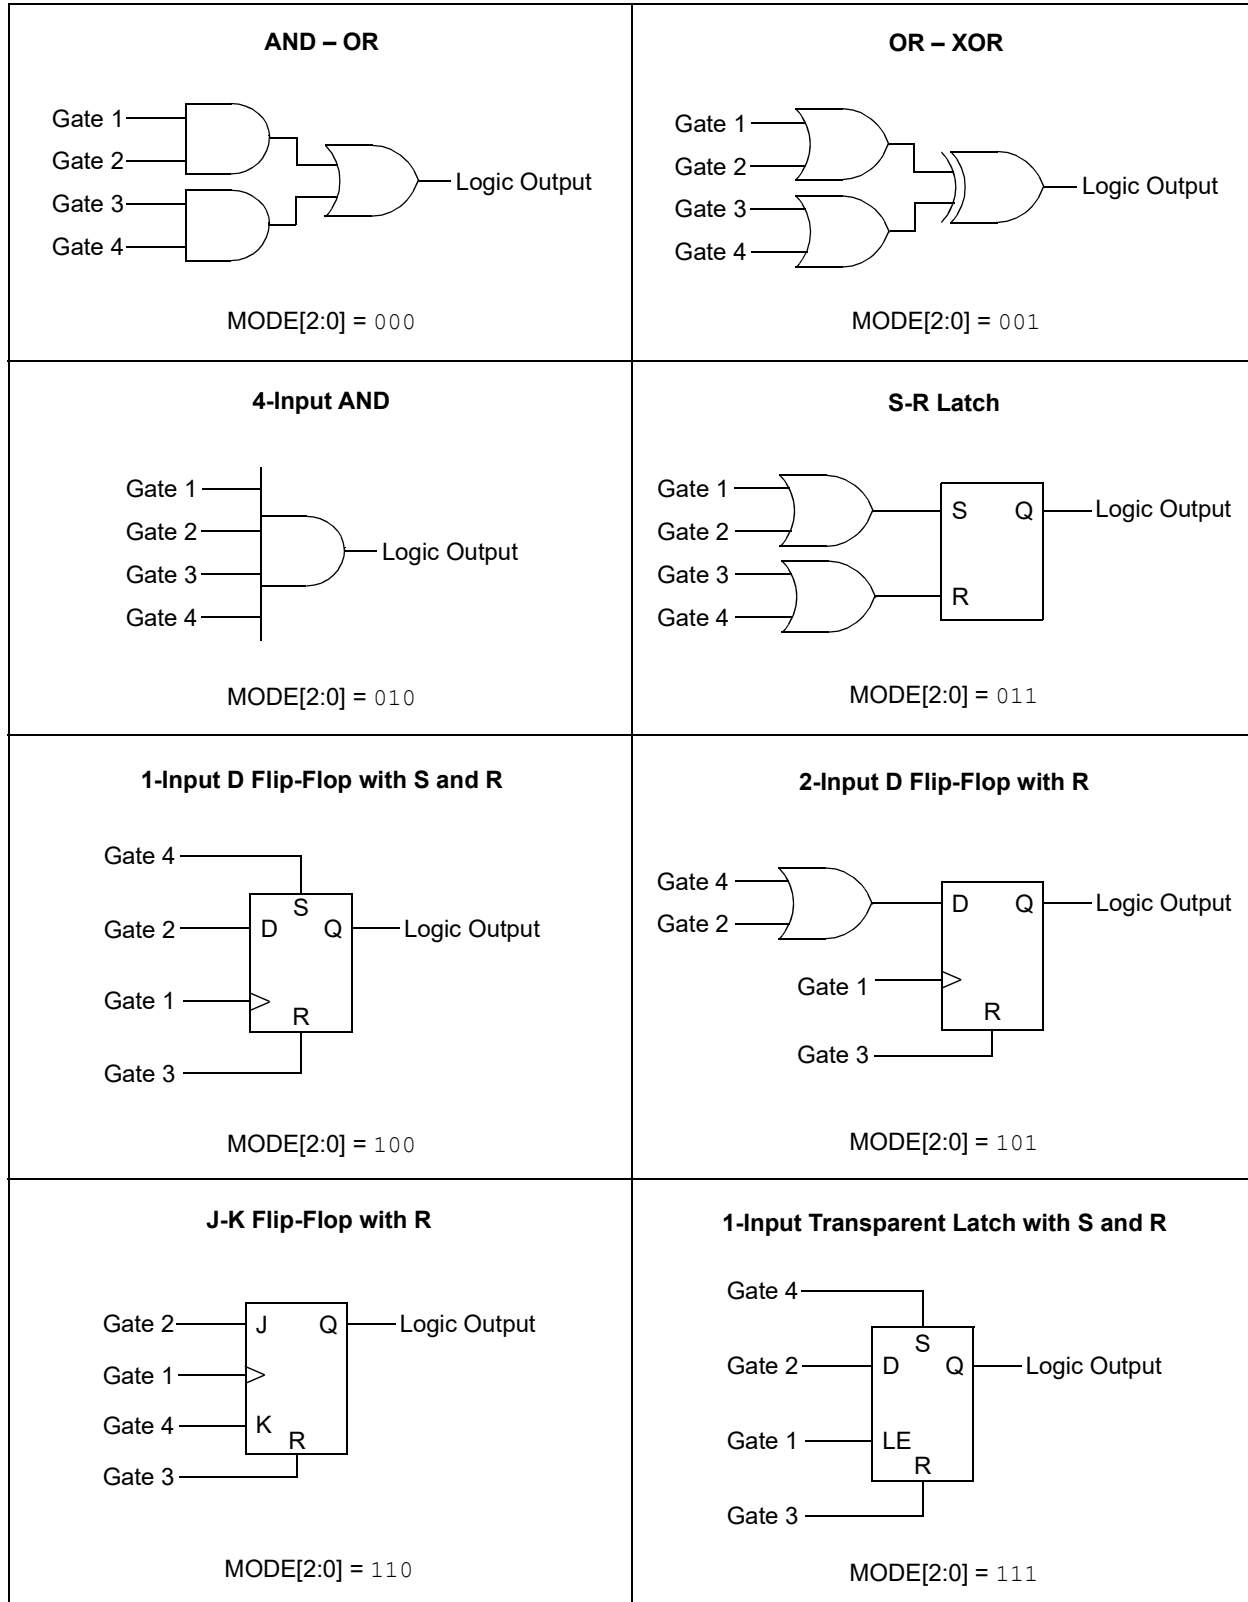 AND – OR
Gate 1
Gate 2
Gate 3
Gate 4
Logic Output
MODE[2:0] = 000
OR – XOR
Gate 1
Gate 2
Gate 3
Gate 4
Logic Output
MODE[2:0] = 001
4-Input AND
Gate 1
Gate 2
Gate 3
Gate 4
Logic Output
MODE[2:0] = 010
S-R Latch
Gate 1
Gate 2
Gate 3
Gate 4
S Q
R
Logic Output
MODE[2:0] = 011
1-Input D Flip-Flop with S and R
Gate 4
S
Gate 2
D Q
Logic Output
Gate 1
R
Gate 3
MODE[2:0] = 100
2-Input D Flip-Flop with R
Gate 4
Gate 2
D Q
Logic Output
Gate 1
R
Gate 3
MODE[2:0] = 101
J-K Flip-Flop with R
Gate 2
J Q
Logic Output
Gate 1
Gate 4
K
R
Gate 3
MODE[2:0] = 110
1-Input Transparent Latch with S and R
Gate 4
S
Gate 2
D Q
Logic Output
Gate 1
LE
R
Gate 3
MODE[2:0] = 111